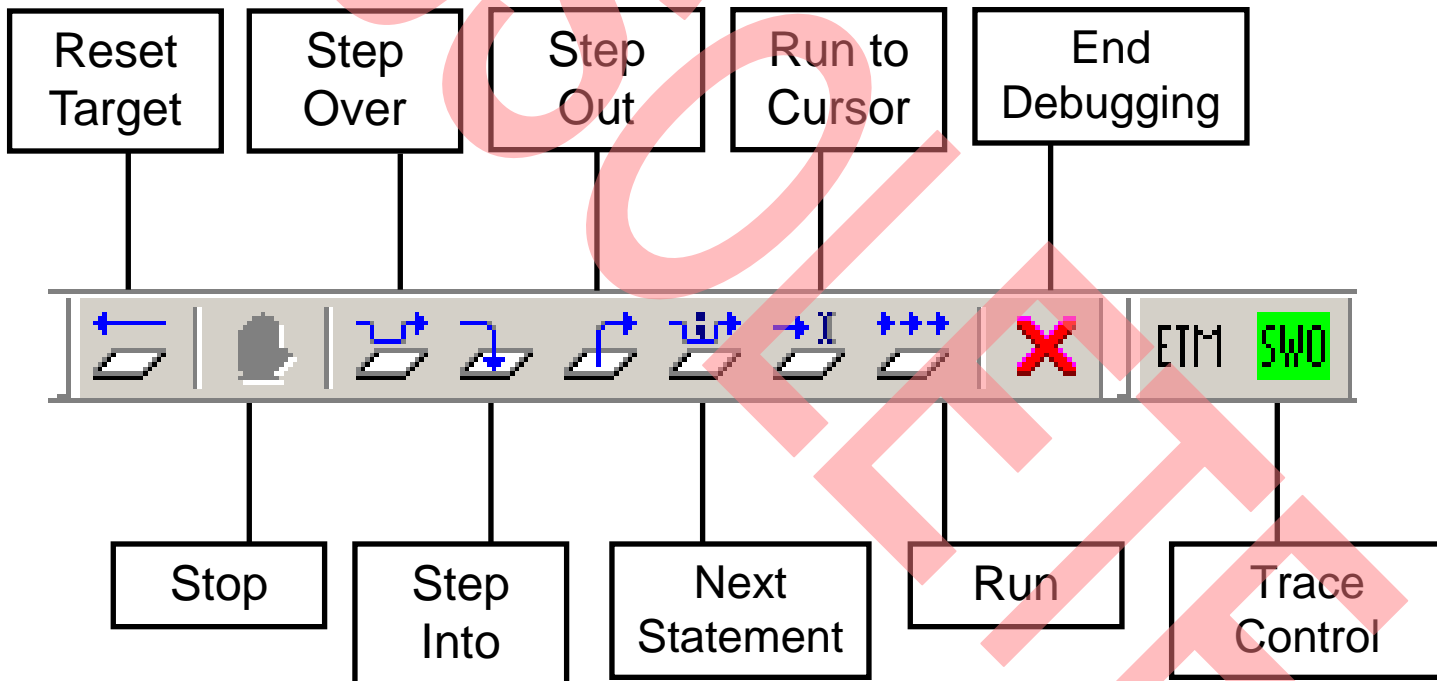 Reset
Target
Step
Over
Step
Out
Run to
Cursor
End
Debugging
ETM
SWO
Stop
Step
Into
Next
Statement
Run
Trace
Control